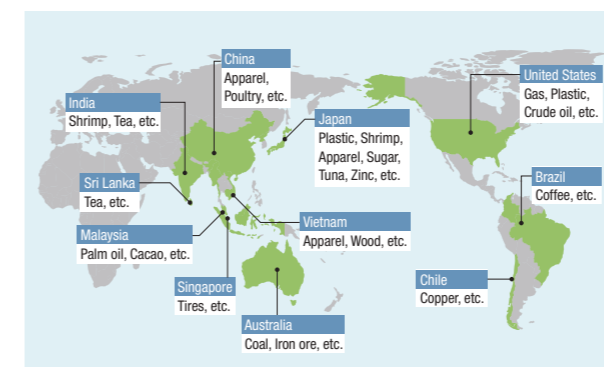 China
Apparel,
Poultry, etc.
United States
Gas, Plastic,
Crude oil, etc.
India
Shrimp, Tea, etc.
Japan
Plastic, Shrimp,
Apparel, Sugar,
Tuna, Zinc, etc.
Sri Lanka
Tea, etc.
Brazil
Coffee, etc.
Malaysia
Palm oil, Cacao, etc.
Vietnam
Apparel, Wood, etc.
Singapore
Tires, etc.
Chile
Copper, etc.
Australia
Coal, Iron ore, etc.